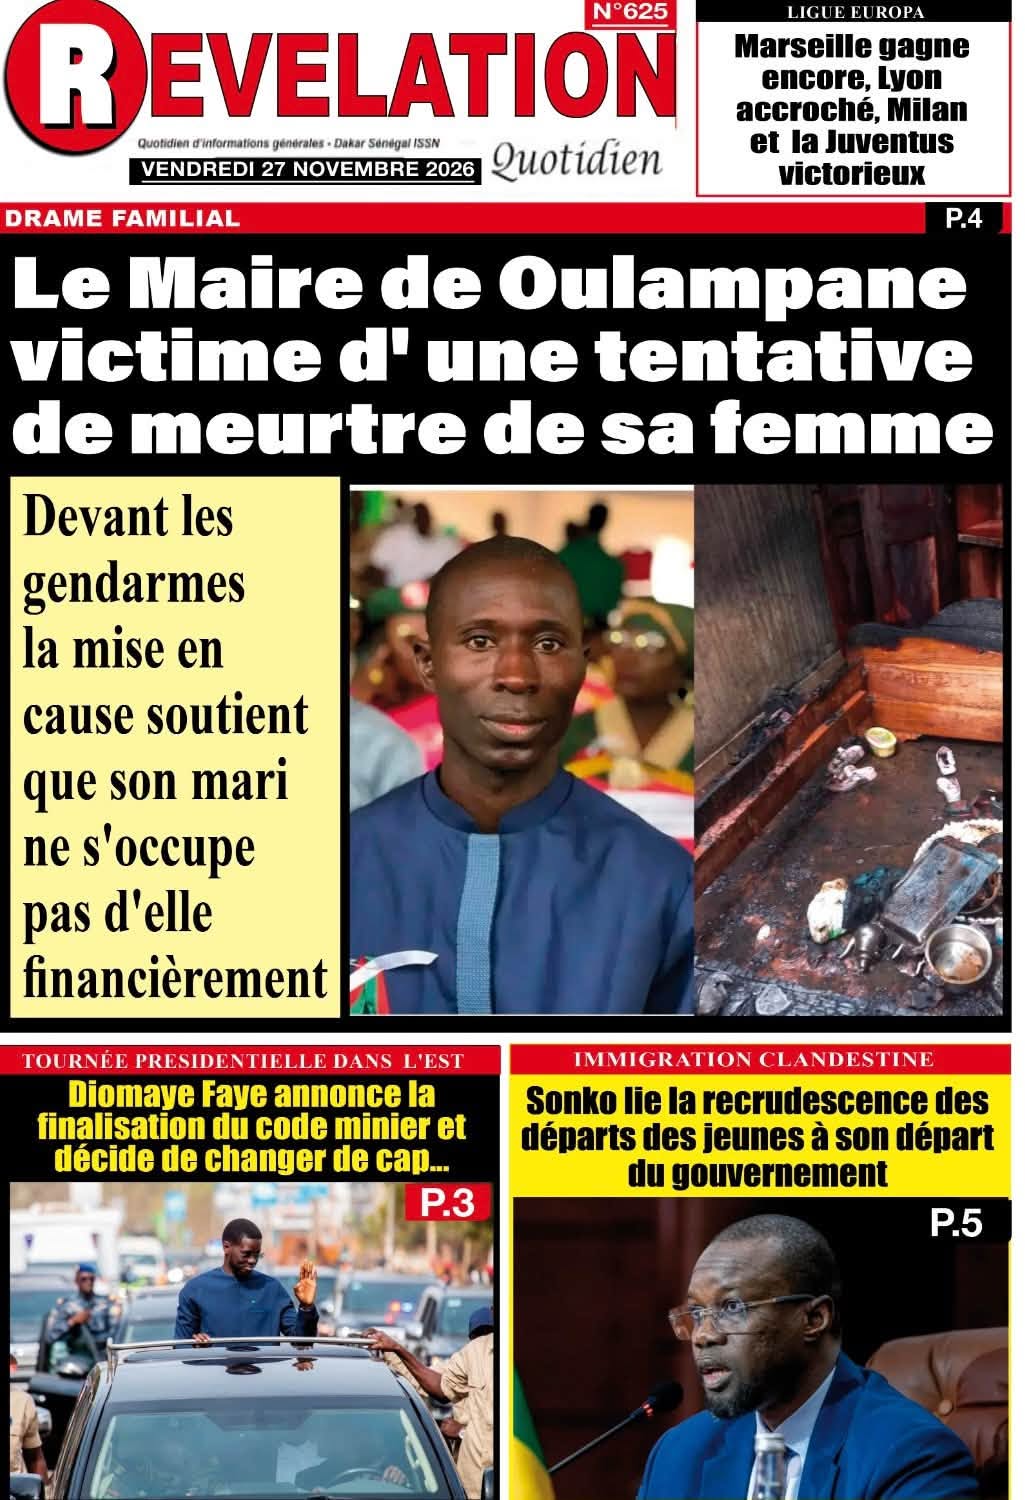 N°625
REVELATION
Quotidien d'informations générales - Dakar Sénégal ISSN
VENDREDI 27 NOVEMBRE 2026
Quotidien
LIGUE EUROPA
Marseille gagne
encore, Lyon
accroché, Milan
et la Juventus
victorieux
DRAME FAMILIAL
P.4
Le Maire de Oulampane
victime d' une tentative
de meurtre de sa femme
Devant les
gendarmes
la mise en
cause soutient
que son mari
ne s'occupe
pas d'elle
financièrement
TOURNÉE PRESIDENTIELLE DANS L'EST
Diomaye Faye annonce la
finalisation du code minier et
décide de changer de cap...
P.3
IMMIGRATION CLANDESTINE
Sonko lie la recrudescence des
départs des jeunes à son départ
du gouvernement
P.5